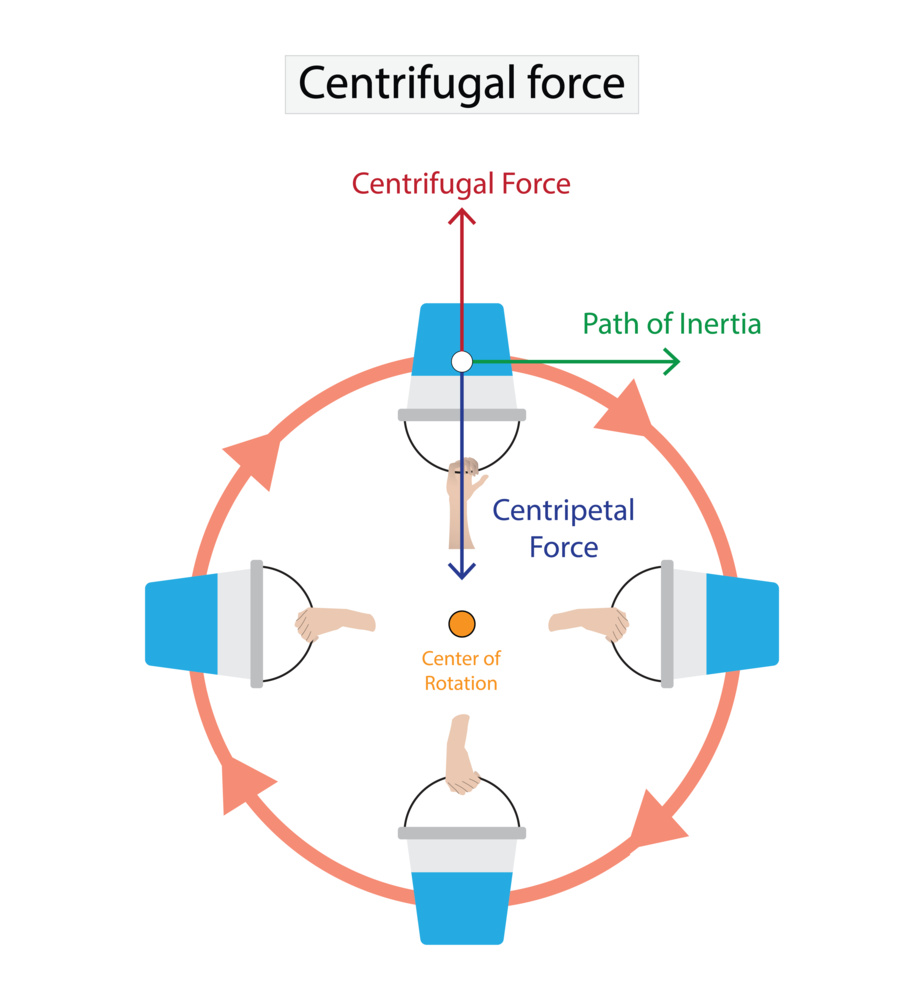 Centrifugal force
Centrifugal Force
Path of Inertia
Centripetal
Force
Center of
Rotation